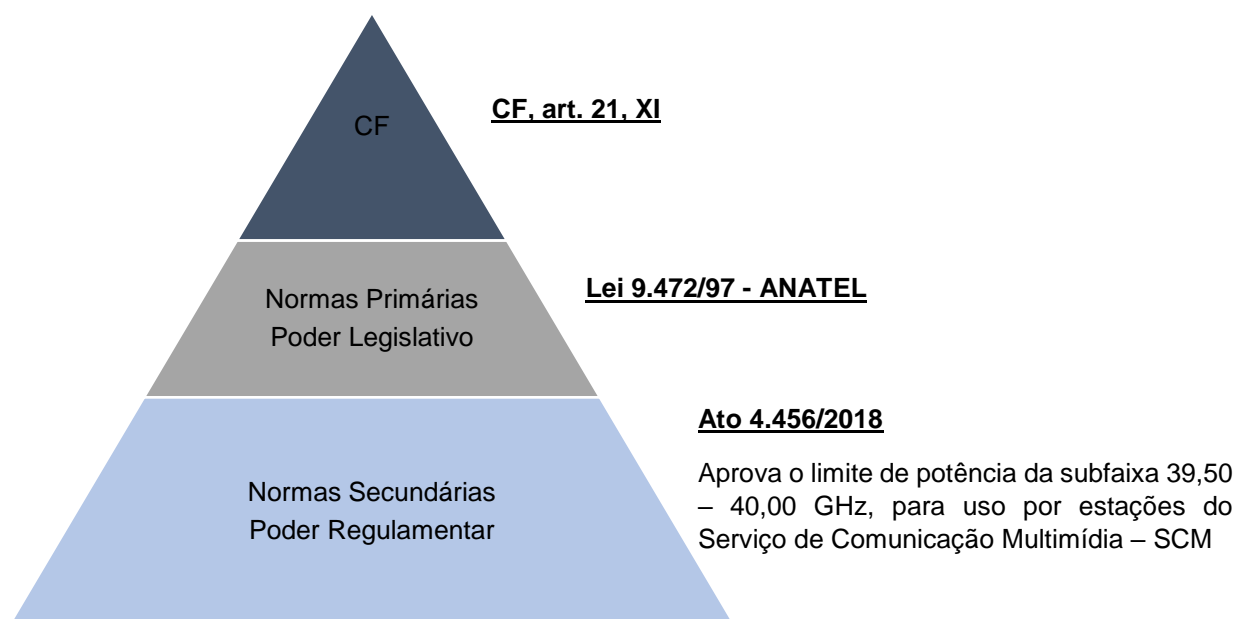 CF
CF, art. 21, XI
Normas Primárias
Poder Legislativo
Lei 9.472/97 - ANATEL
Normas Secundárias
Poder Regulamentar
Ato 4.456/2018
Aprova o limite de potência da subfaixa 39,50
– 40,00 GHz, para uso por estações do
Serviço de Comunicação Multimídia – SCM